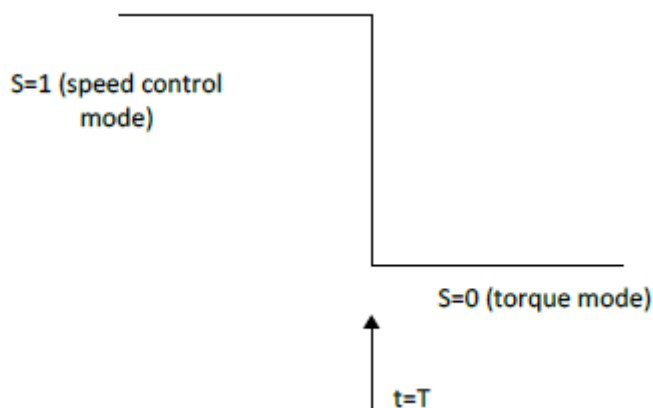 S=1 (speed control
mode)
S=0 (torque mode)
t=T